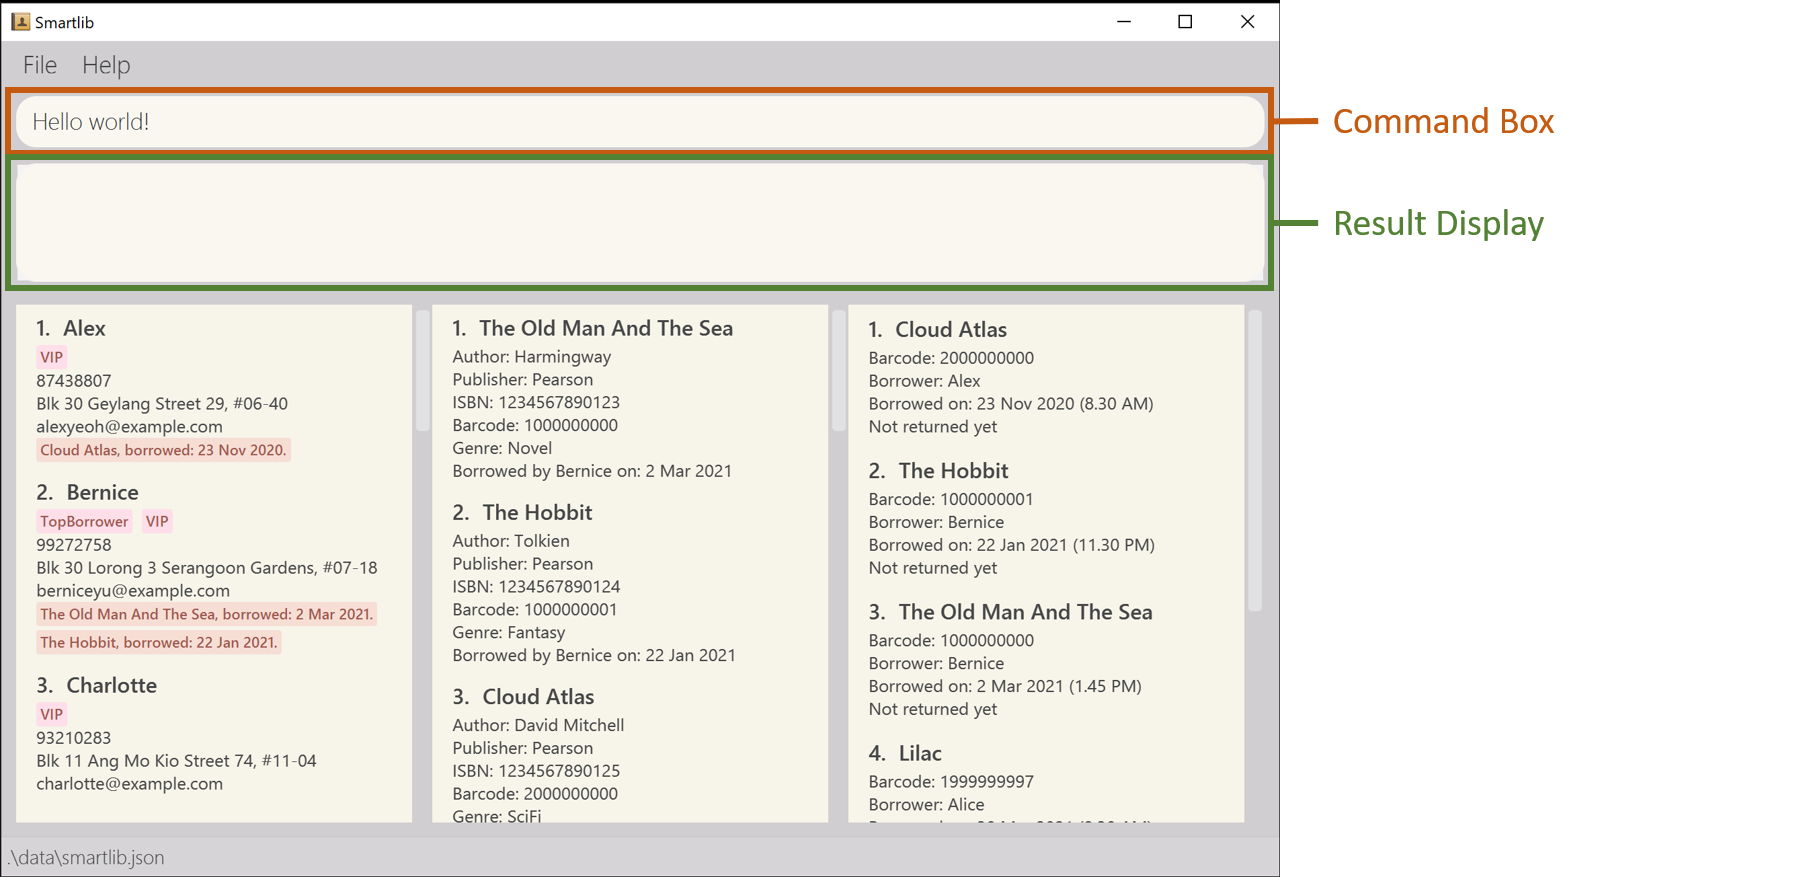 Smartlib
File Help
Hello world!
Command Box
Result Display
1. Alex
VIP
87438807
Blk 30 Geylang Street 29, #06-40
alexyeoh@example.com
Cloud Atlas, borrowed: 23 Nov 2020.
2. Bernice
TopBorrower VIP
99272758
Blk 30 Lorong 3 Serangoon Gardens, #07-18
berniceyu@example.com
The Old Man And The Sea, borrowed: 2 Mar 2021.
The Hobbit, borrowed: 22 Jan 2021.
3. Charlotte
VIP
93210283
Blk 11 Ang Mo Kio Street 74, #11-04
charlotte@example.com
1. The Old Man And The Sea
Author: Harmingway
Publisher: Pearson
ISBN: 1234567890123
Barcode: 1000000000
Genre: Novel
Borrowed by Bernice on: 2 Mar 2021
2. The Hobbit
Author: Tolkien
Publisher: Pearson
ISBN: 1234567890124
Barcode: 1000000001
Genre: Fantasy
Borrowed by Bernice on: 22 Jan 2021
3. Cloud Atlas
Author: David Mitchell
Publisher: Pearson
ISBN: 1234567890125
Barcode: 2000000000
Genre: SciFi
1. Cloud Atlas
Barcode: 2000000000
Borrower: Alex
Borrowed on: 23 Nov 2020 (8.30 AM)
Not returned yet
2. The Hobbit
Barcode: 1000000001
Borrower: Bernice
Borrowed on: 22 Jan 2021 (11.30 PM)
Not returned yet
3. The Old Man And The Sea
Barcode: 1000000000
Borrower: Bernice
Borrowed on: 2 Mar 2021 (1.45 PM)
Not returned yet
4. Lilac
Barcode: 1999999997
Borrower: Alice
.\data\smartlib.json